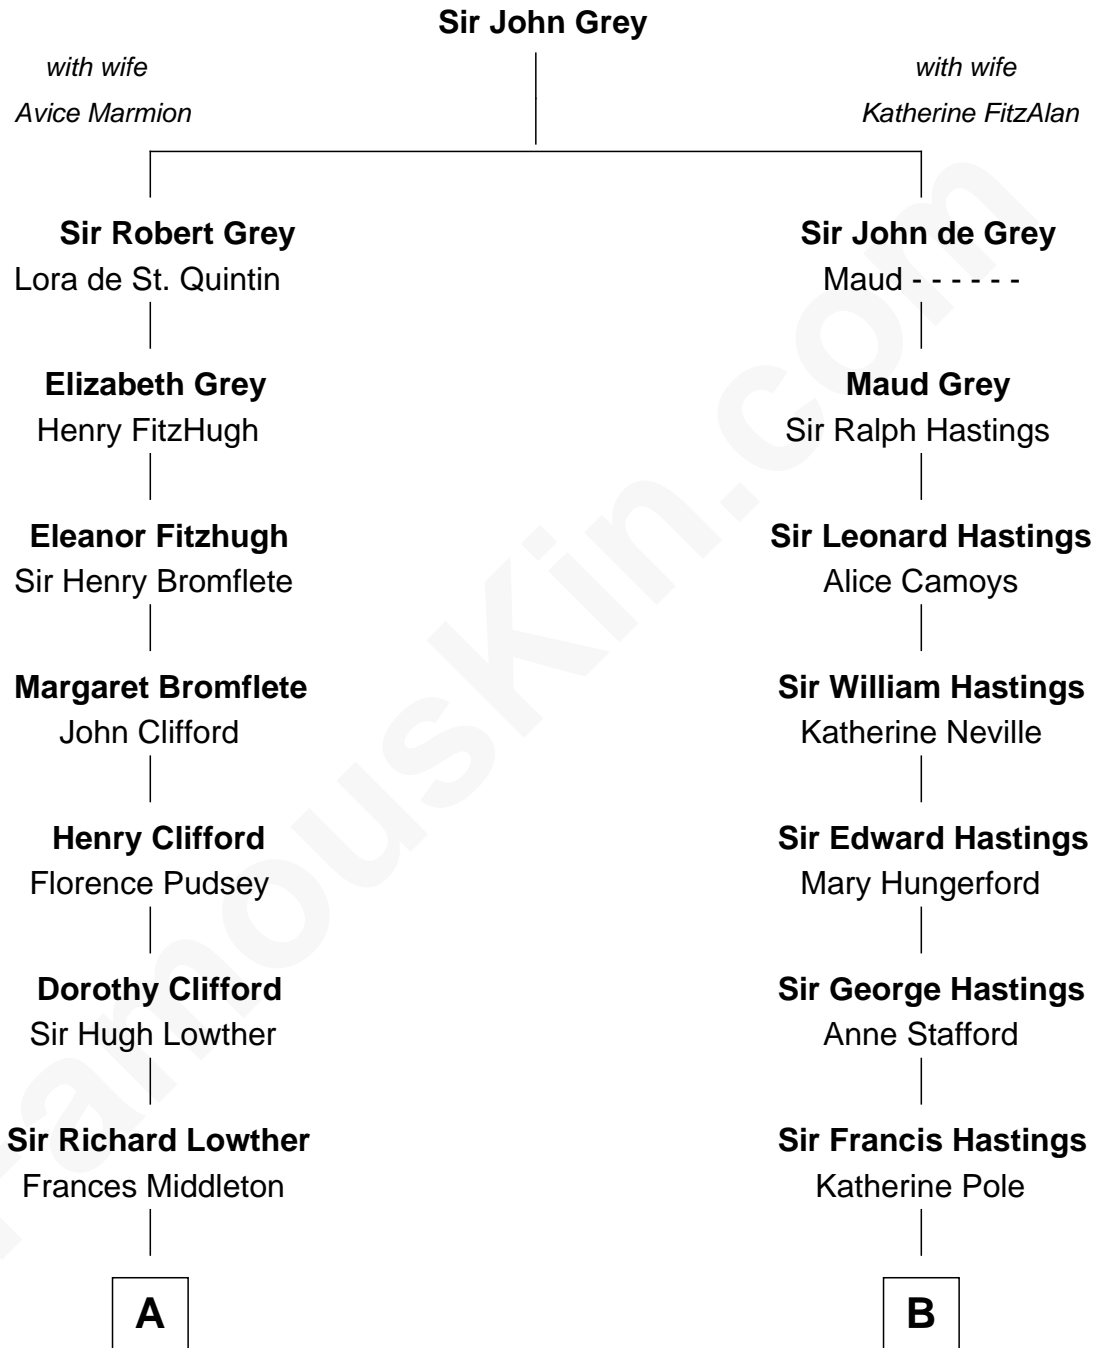 Sir John Grey
with wife
Avice Marmion
with wife
Katherine FitzAlan
Sir Robert Grey
Lora de St. Quintin
Sir John de Grey
Maud - - - - - -
Elizabeth Grey
Henry FitzHugh
Maud Grey
Sir Ralph Hastings
Eleanor Fitzhugh
Sir Henry Bromflete
Sir Leonard Hastings
Alice Camoys
Margaret Bromflete
John Clifford
Sir William Hastings
Katherine Neville
Henry Clifford
Florence Pudsey
Sir Edward Hastings
Mary Hungerford
Dorothy Clifford
Sir Hugh Lowther
Sir George Hastings
Anne Stafford
Sir Richard Lowther
Frances Middleton
Sir Francis Hastings
Katherine Pole
A
B
FamousKin.com